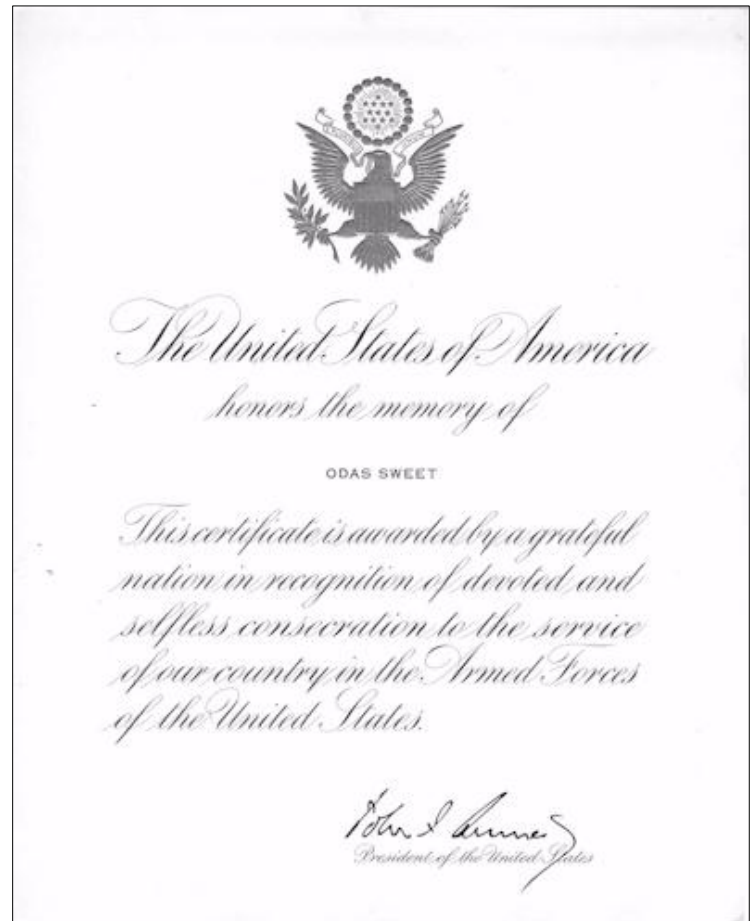 The United States of America
honors the memory of
ODAS SWEET
This certificate is awarded by a grateful
nation in recognition of devoted and
selfless consecration to the service
of our country in the Armed Forces
of the United States.
President of the United States